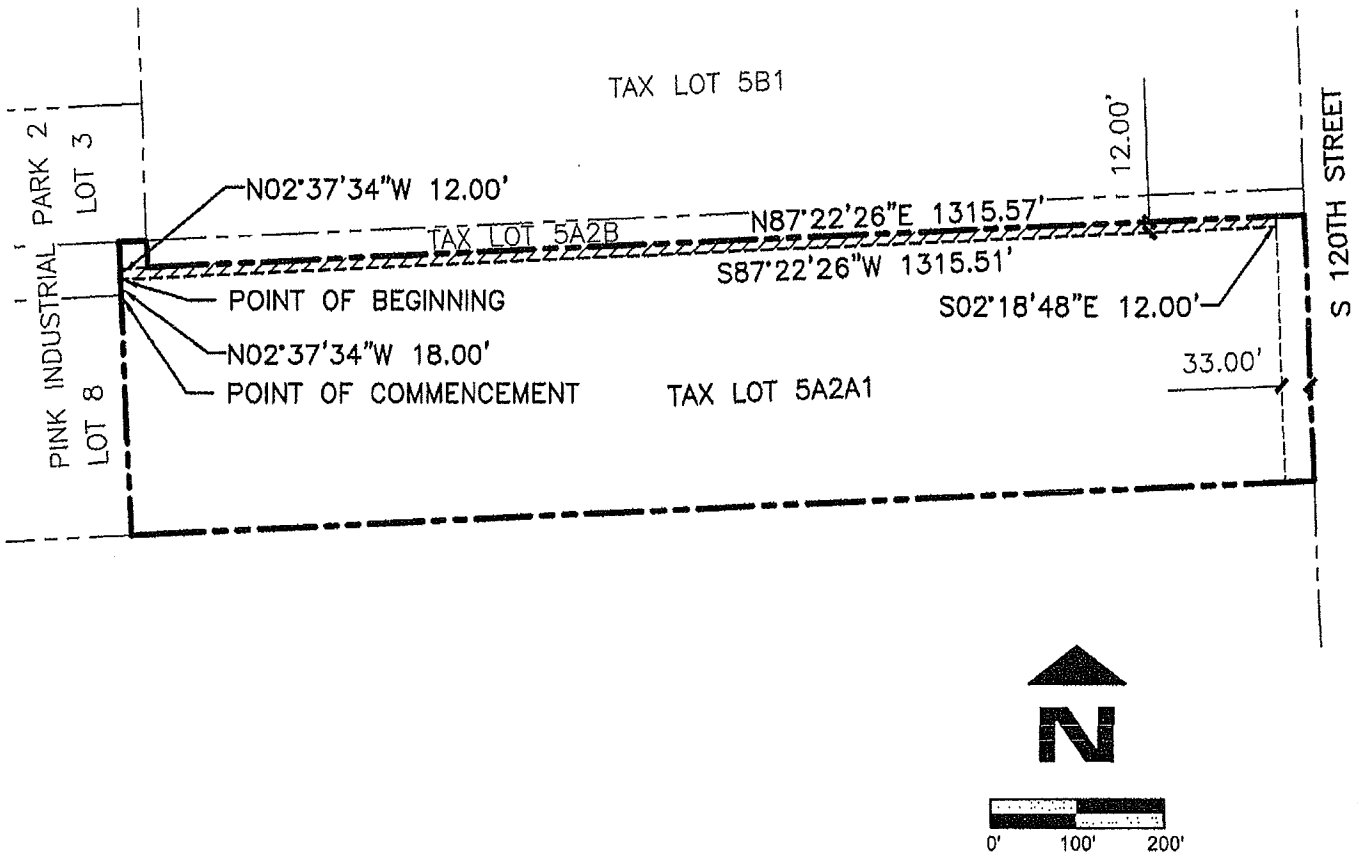 TAX LOT 5B1
PINK INDUSTRIAL PARK 2
LOT 3
LOT 8
S 120TH STREET
12.00'
N02°37'34"W 12.00'
TAX LOT 5A2B
N87°22'26"E 1315.57'
S87°22'26"W 1315.51'
POINT OF BEGINNING
S02°18'48"E 12.00'
N02°37'34"W 18.00'
33.00'
POINT OF COMMENCEMENT
TAX LOT 5A2A1
N
0' 100' 200'